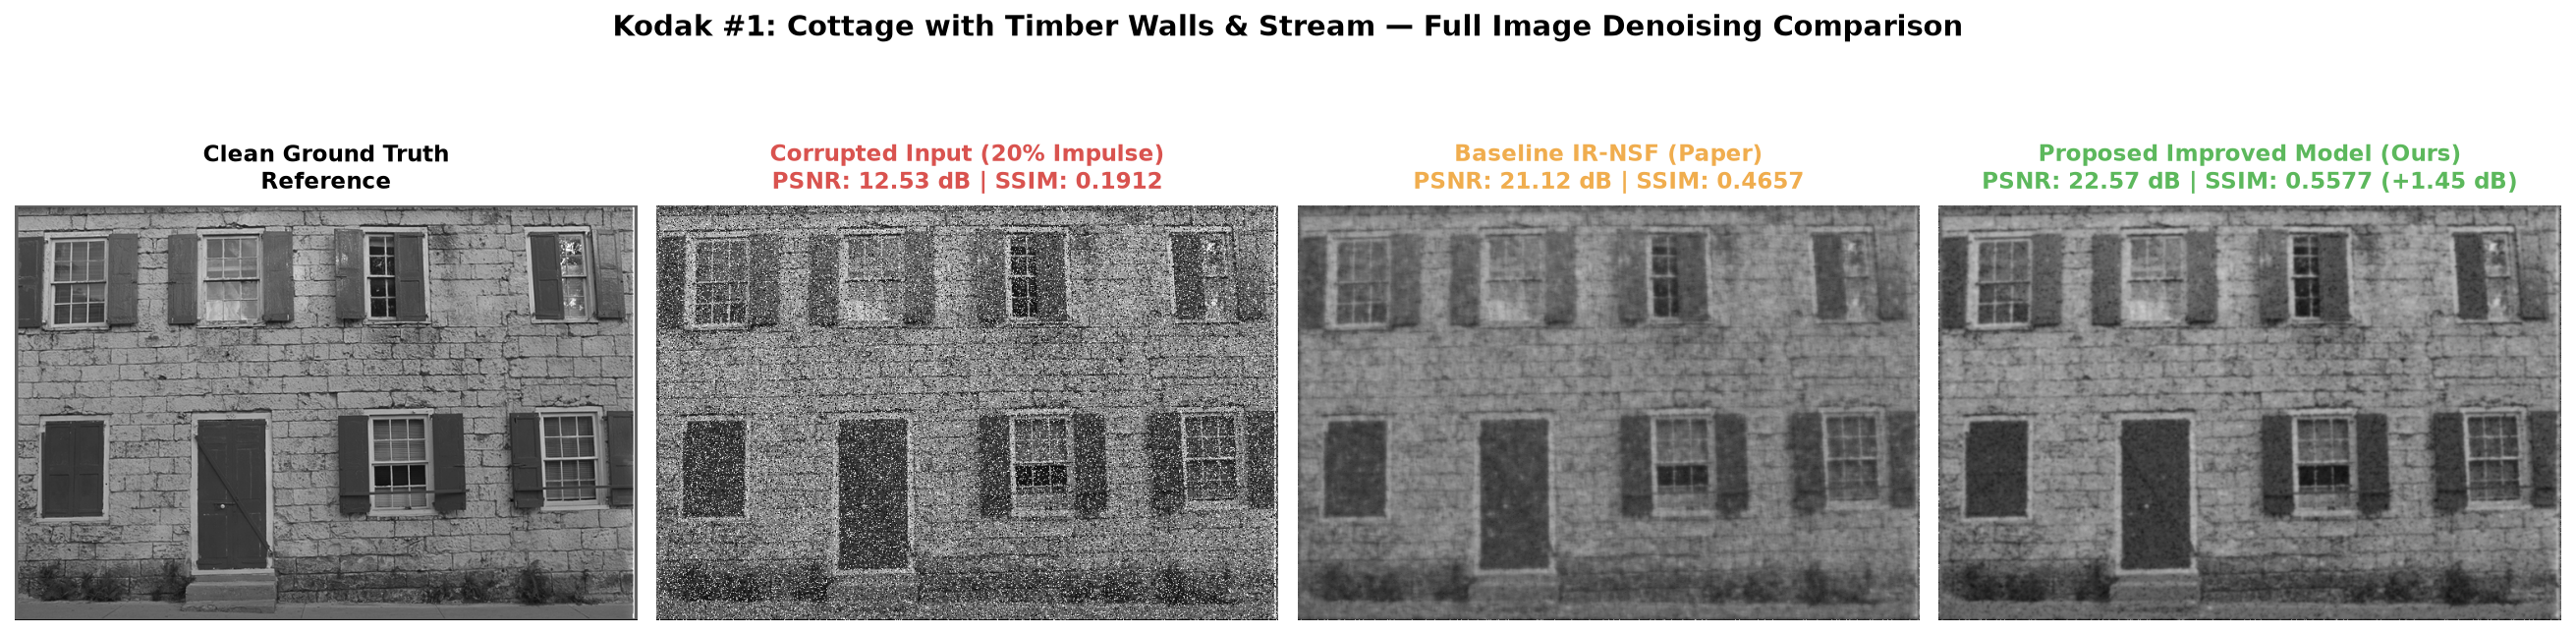 Kodak #1: Cottage with Timber Walls & Stream — Full Image Denoising Comparison
Clean Ground Truth
Reference
Corrupted Input (20% Impulse)
PSNR: 12.53 dB | SSIM: 0.1912
Baseline IR-NSF (Paper)
PSNR: 21.12 dB | SSIM: 0.4657
Proposed Improved Model (Ours)
PSNR: 22.57 dB | SSIM: 0.5577 (+1.45 dB)